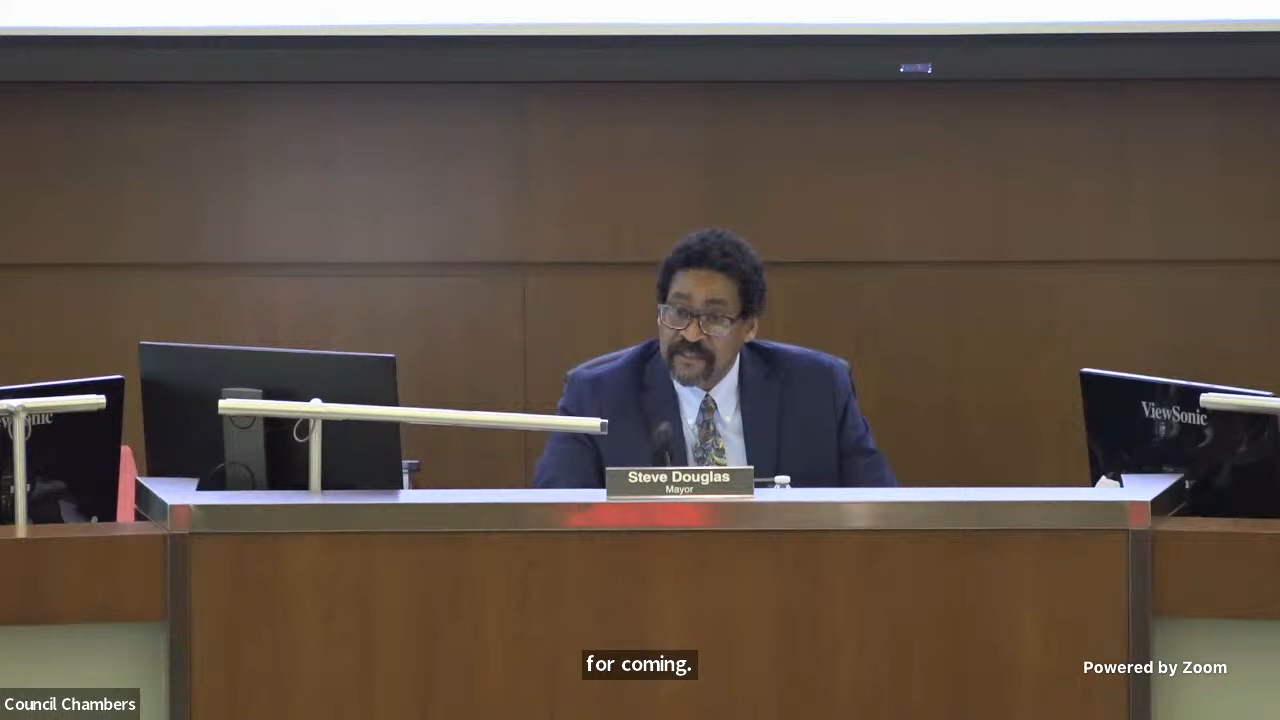 ViewSonic
Steve Douglas
Mayor
for coming.
Powered by Zoom
Council Chambers